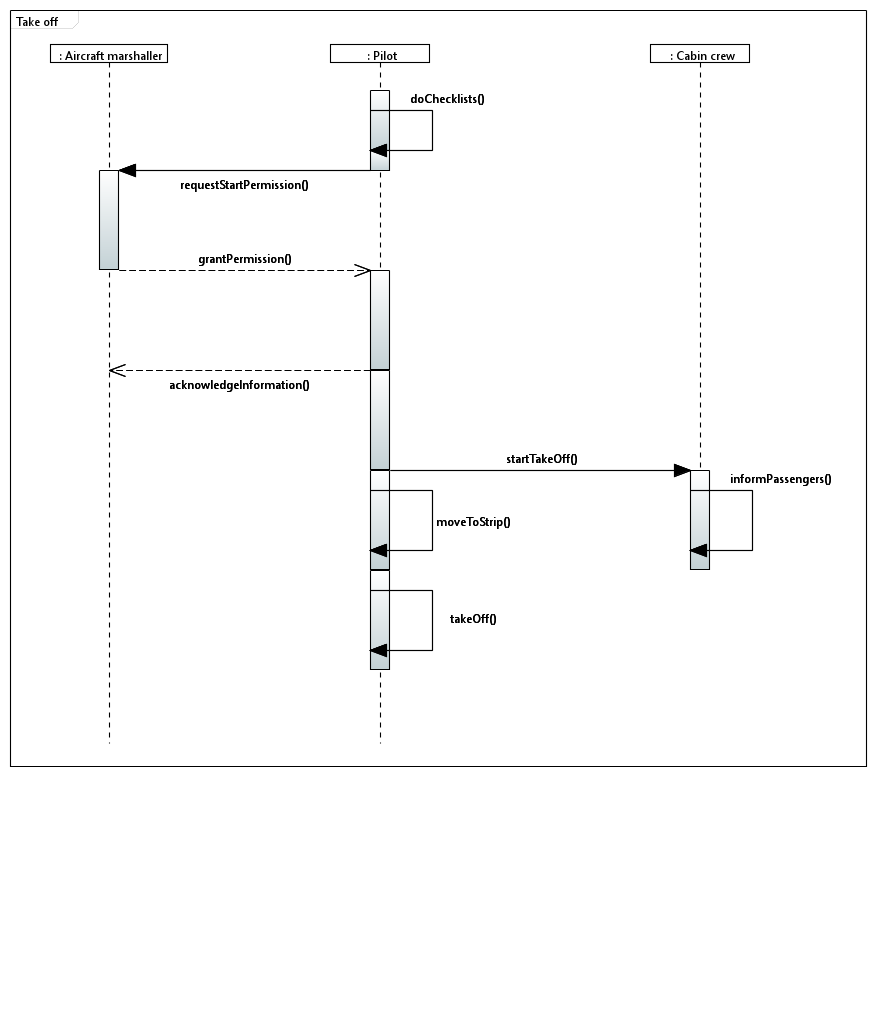 Take off
: Aircraft marshaller
: Pilot
: Cabin crew
doChecklists()
requestStartPermission()
grantPermission()
acknowledgeInformation()
startTakeOff()
informPassengers()
moveToStrip()
takeOff()